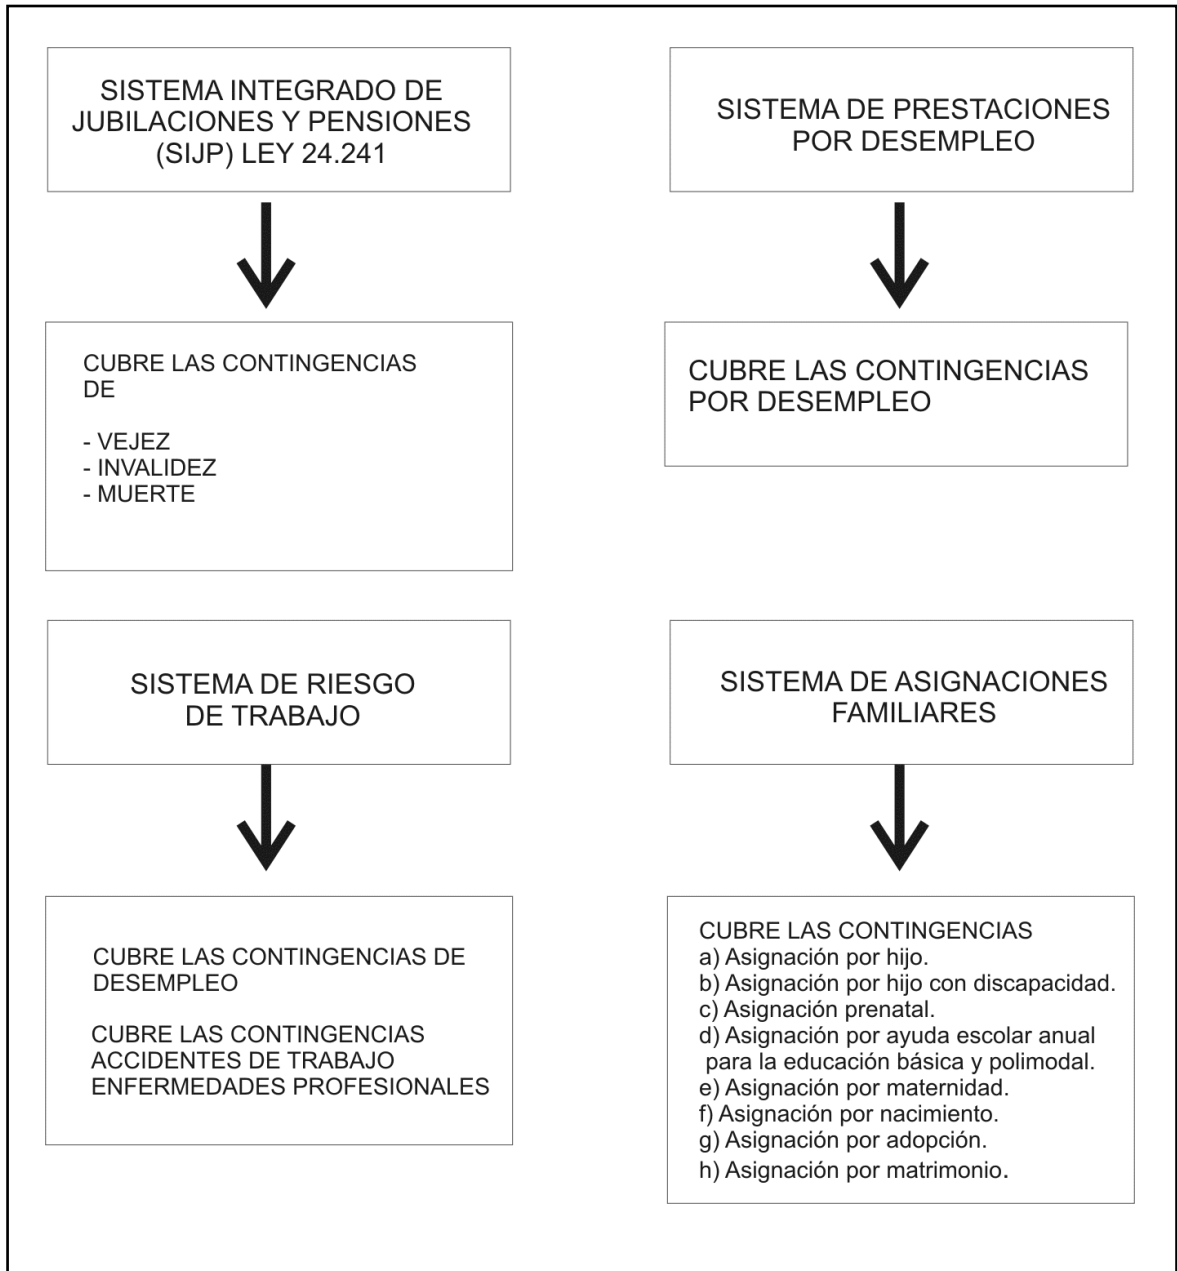 SISTEMA INTEGRADO DE
JUBILACIONES Y PENSIONES
(SIJP) LEY 24.241
SISTEMA DE PRESTACIONES
POR DESEMPLEO
CUBRE LAS CONTINGENCIAS
DE
- VEJEZ
- INVALIDEZ
- MUERTE
CUBRE LAS CONTINGENCIAS
POR DESEMPLEO
SISTEMA DE RIESGO
DE TRABAJO
SISTEMA DE ASIGNACIONES
FAMILIARES
CUBRE LAS CONTINGENCIAS DE
DESEMPLEO
CUBRE LAS CONTINGENCIAS
ACCIDENTES DE TRABAJO
ENFERMEDADES PROFESIONALES
CUBRE LAS CONTINGENCIAS
a) Asignación por hijo.
b) Asignación por hijo con discapacidad.
c) Asignación prenatal.
d) Asignación por ayuda escolar anual
para la educación básica y polimodal.
e) Asignación por maternidad.
f) Asignación por nacimiento.
g) Asignación por adopción.
h) Asignación por matrimonio.